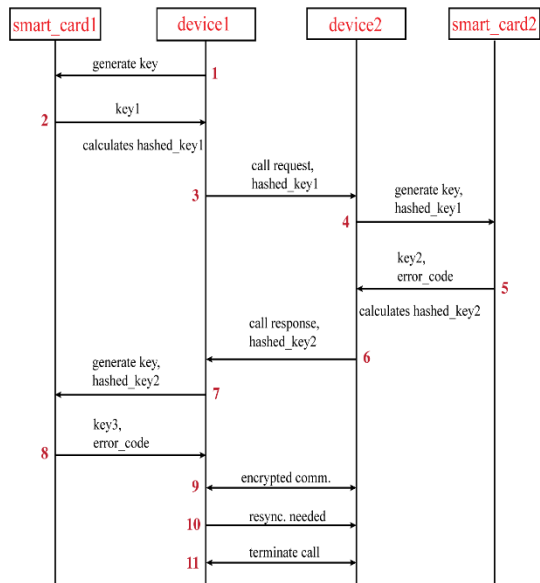 smart_card1 device1 device2 smart_card2
generate key 1
2 key1
calculates hashed_key1
call request,
3 hashed_key1
generate key,
4 hashed_key1
key2,
error_code 5
calculates hashed_key2
call response,
hashed_key2 6
generate key,
hashed_key2 7
key3,
8 error_code
9 encrypted comm.
10 resync. needed
11 terminate call